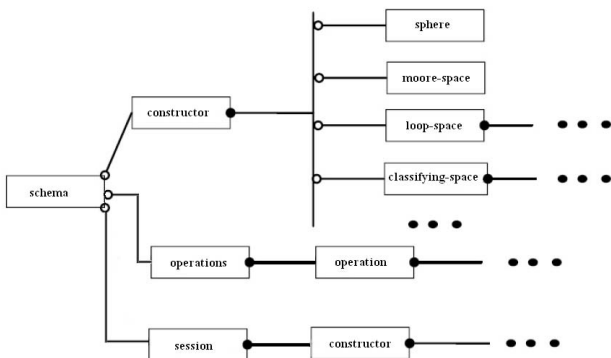 sphere
moore-space
constructor
loop-space
schema
classifying-space
operations
operation
session
constructor